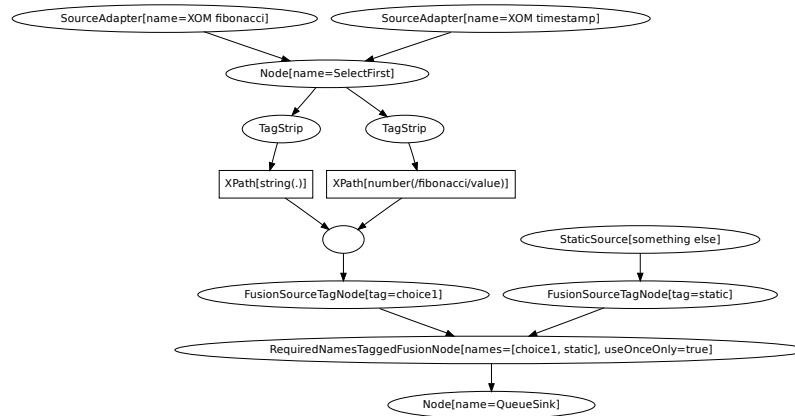 SourceAdapter[name=XOM fibonacci]
SourceAdapter[name=XOM timestamp]
Node[name=SelectFirst]
TagStrip
TagStrip
XPath[string(.)]
XPath[number(/fibonacci/value)]
StaticSource[something else]
FusionSourceTagNode[tag=choice1]
FusionSourceTagNode[tag=static]
RequiredNamesTaggedFusionNode[names=[choice1, static], useOnceOnly=true]
Node[name=QueueSink]